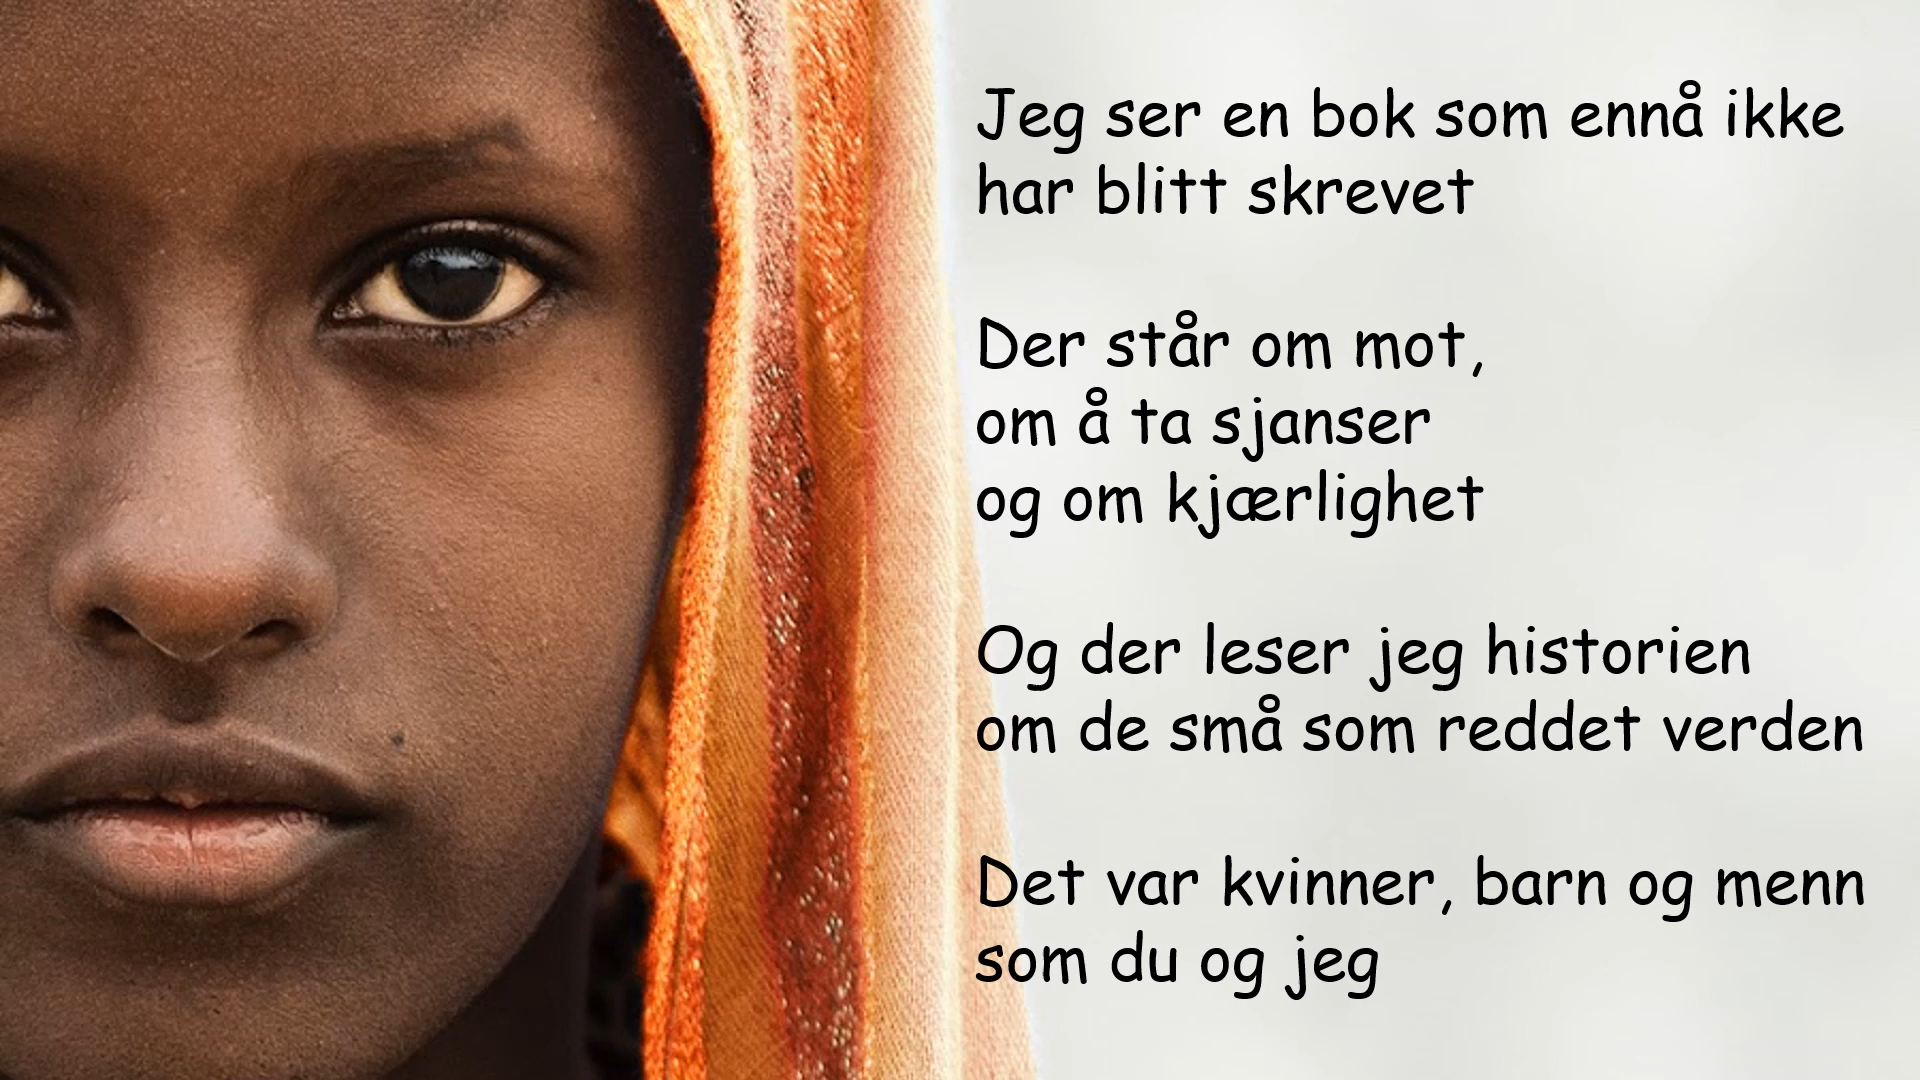 Jeg ser en bok som ennå ikke
har blitt skrevet
Der står om mot,
om å ta sjanser
og om kjærlighet
Og der leser jeg historien
om de små som reddet verden
Det var kvinner, barn og menn
som du og jeg